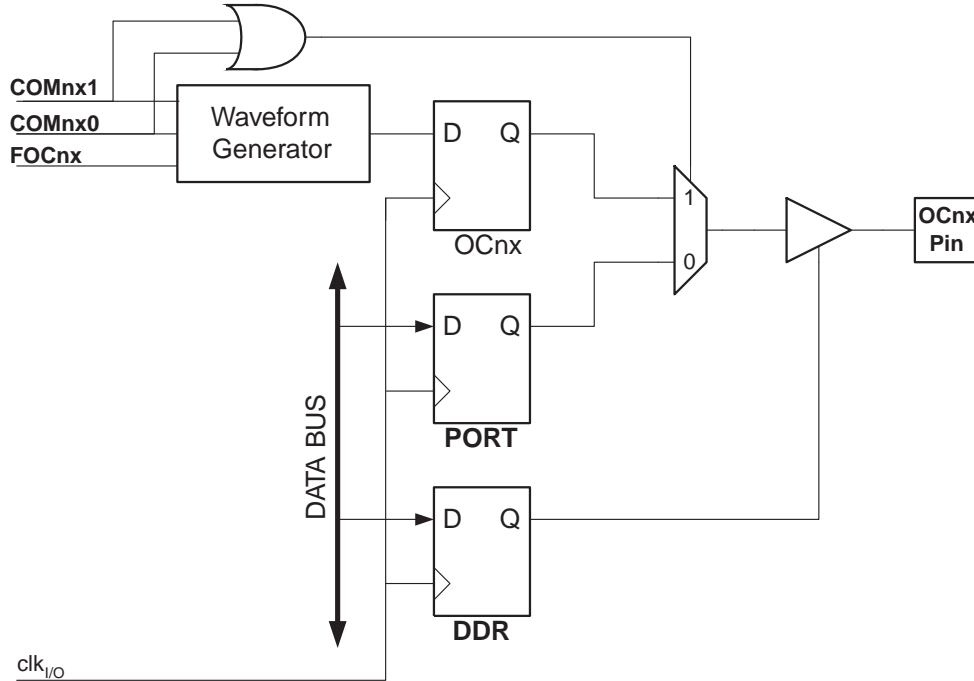 COMnx1
COMnx0
FOCnx
Waveform
Generator
D Q
OCnx
1
0
OCnx
Pin
D Q
PORT
DATA BUS
D Q
DDR
clkI/O